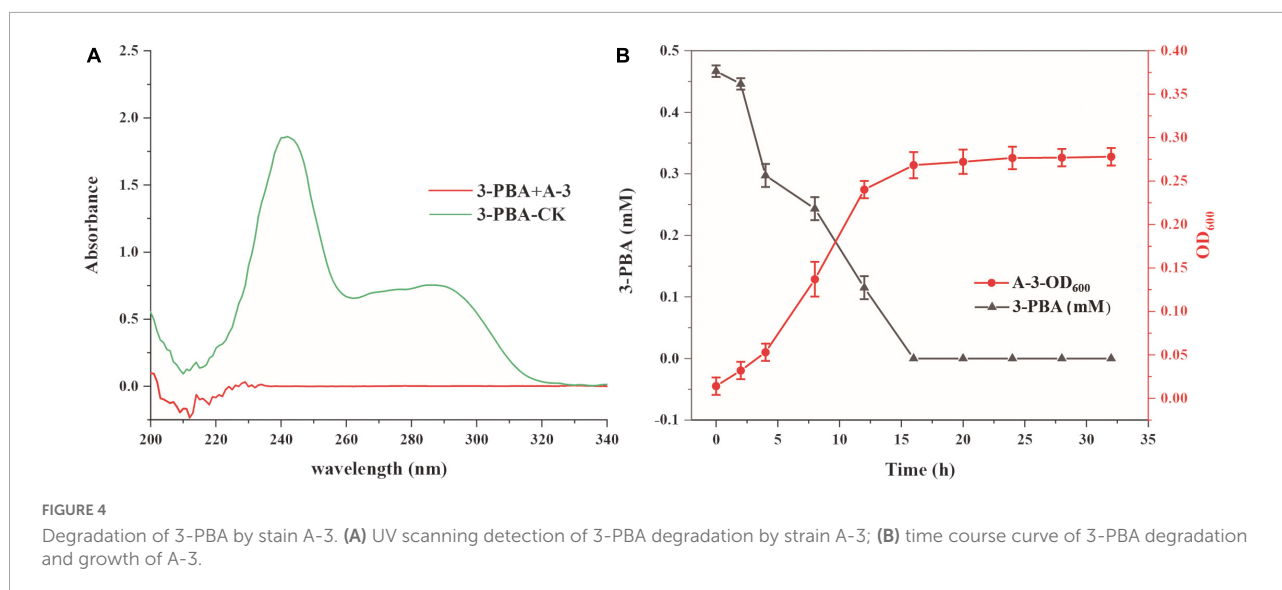 A
2.5
2.0
1.5
1.0
0.5
0.0
Absorbance
3-PBA+A-3
3-PBA-CK
200 220 240 260 280 300 320 340
wavelength (nm)
B
0.5
0.4
0.3
0.2
0.1
0.0
-0.1
3-PBA (mM)
0.40
0.35
0.30
0.25
0.20
0.15
0.10
0.05
0.00
OD600
A-3-OD600
3-PBA (mM)
0 5 10 15 20 25 30 35
Time (h)
FIGURE 4
Degradation of 3-PBA by stain A-3. (A) UV scanning detection of 3-PBA degradation by strain A-3; (B) time course curve of 3-PBA degradation
and growth of A-3.